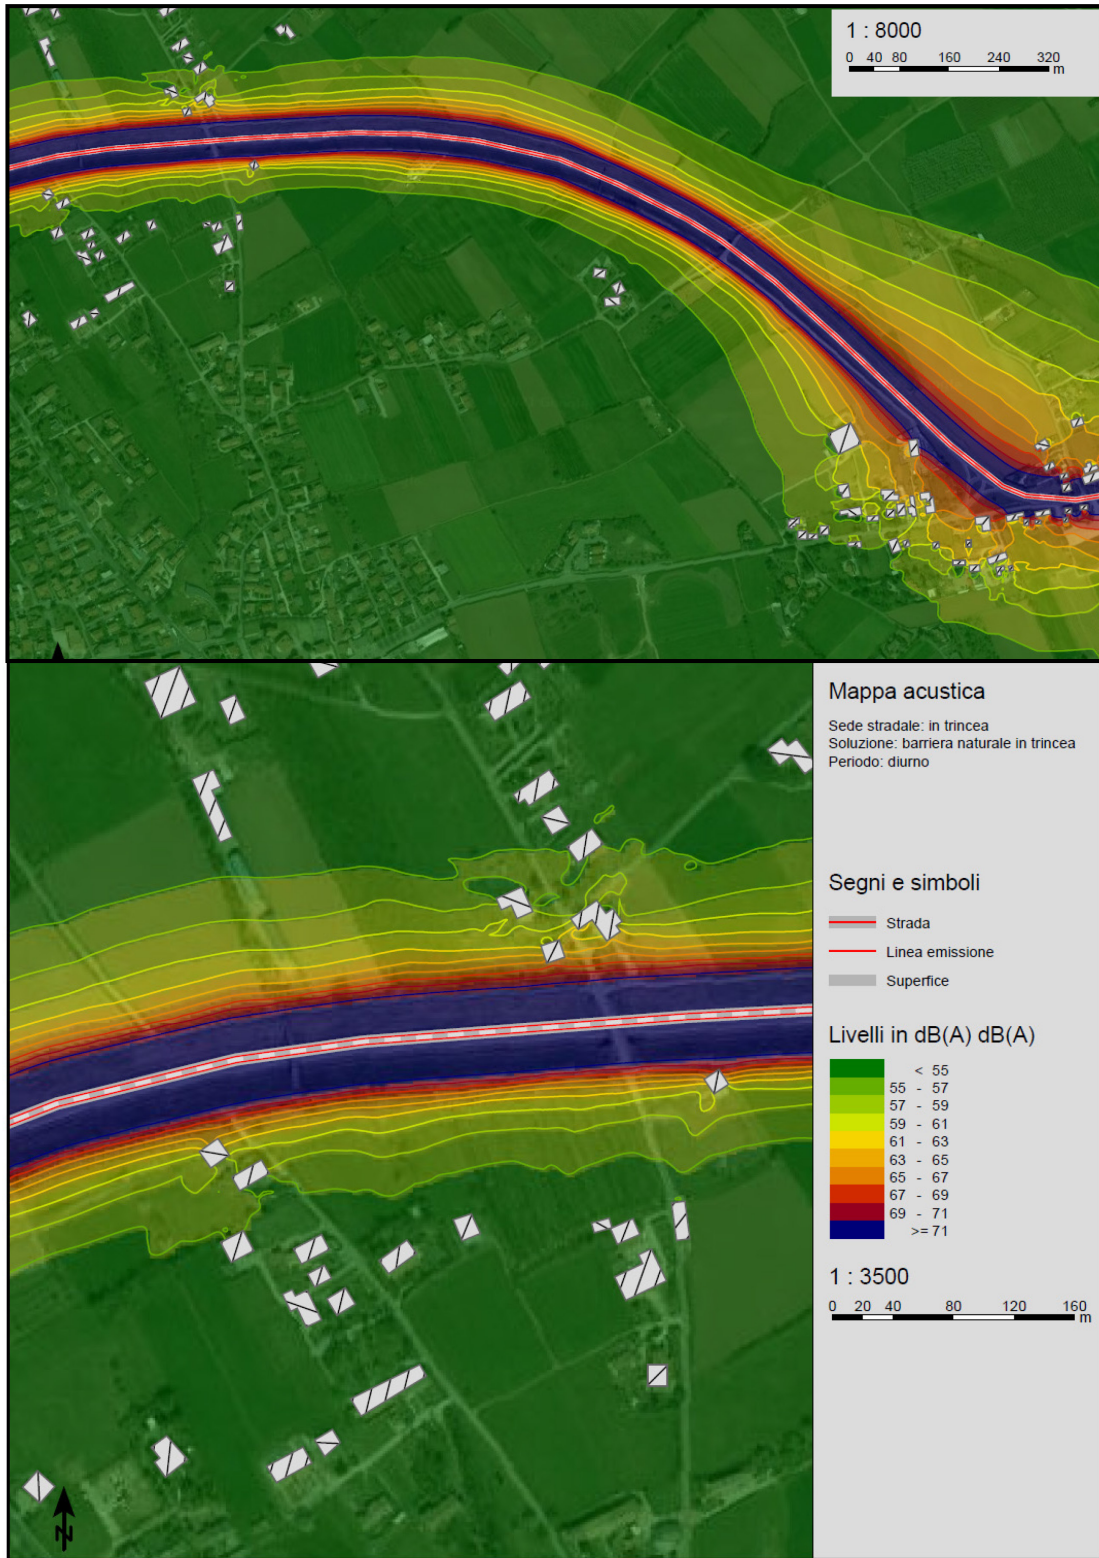 1 : 8000
0 40 80 160 240 320
m
Mappa acustica
Sede stradale: in trincea
Soluzione: barriera naturale in trincea
Periodo: diurno
Segni e simboli
Strada
Linea emissione
Superfice
Livelli in dB(A) dB(A)
< 55
55 - 57
57 - 59
59 - 61
61 - 63
63 - 65
65 - 67
67 - 69
69 - 71
>= 71
1 : 3500
0 20 40 80 120 160
m
N